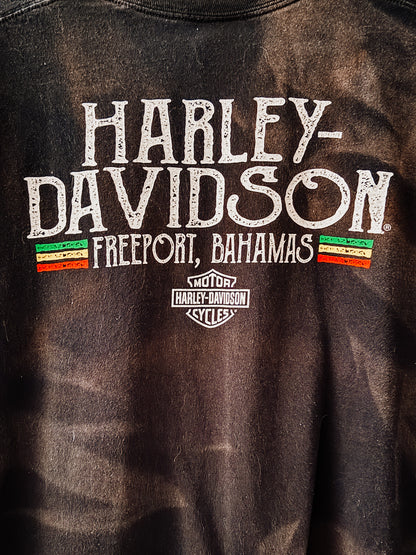 HARLEY-
DAVIDSON®
FREEPORT, BAHAMAS
MOTOR
HARLEY-DAVIDSON
CYCLES